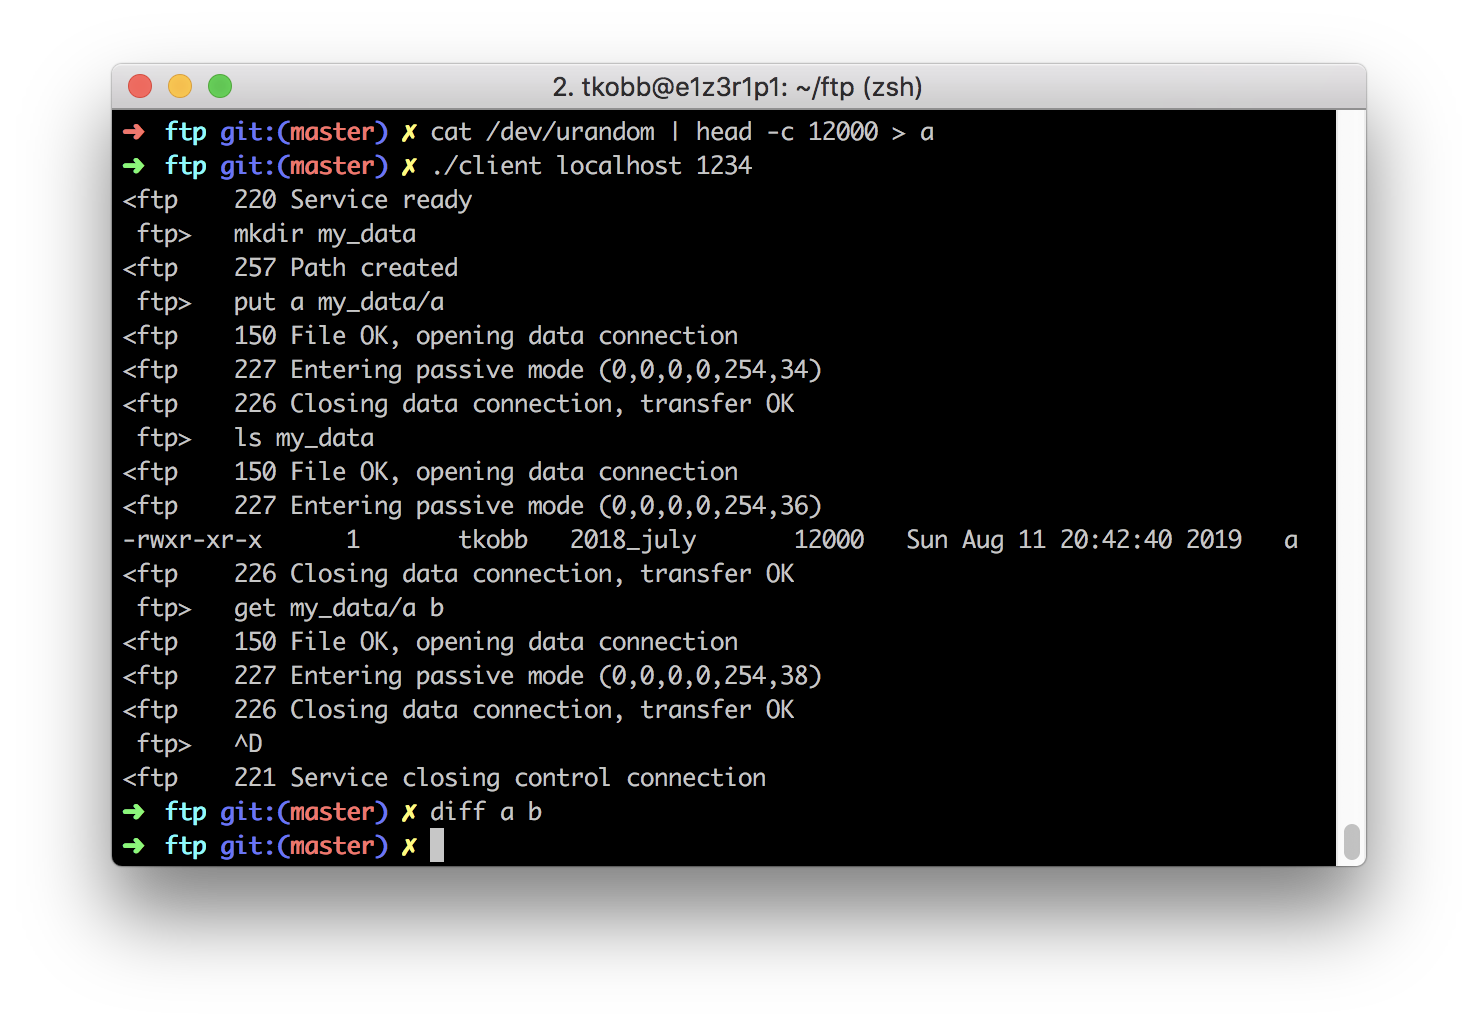 2. tkobb@e1z3r1p1: ~/ftp (zsh)
➜  ftp git:(master) ✗ cat /dev/urandom | head -c 12000 > a
➜  ftp git:(master) ✗ ./client localhost 1234
<ftp    220 Service ready
 ftp>   mkdir my_data
<ftp    257 Path created
 ftp>   put a my_data/a
<ftp    150 File OK, opening data connection
<ftp    227 Entering passive mode (0,0,0,0,254,34)
<ftp    226 Closing data connection, transfer OK
 ftp>   ls my_data
<ftp    150 File OK, opening data connection
<ftp    227 Entering passive mode (0,0,0,0,254,36)
-rwxr-xr-x      1       tkobb   2018_july       12000   Sun Aug 11 20:42:40 2019   a
<ftp    226 Closing data connection, transfer OK
 ftp>   get my_data/a b
<ftp    150 File OK, opening data connection
<ftp    227 Entering passive mode (0,0,0,0,254,38)
<ftp    226 Closing data connection, transfer OK
 ftp>   ^D
<ftp    221 Service closing control connection
➜  ftp git:(master) ✗ diff a b
➜  ftp git:(master) ✗